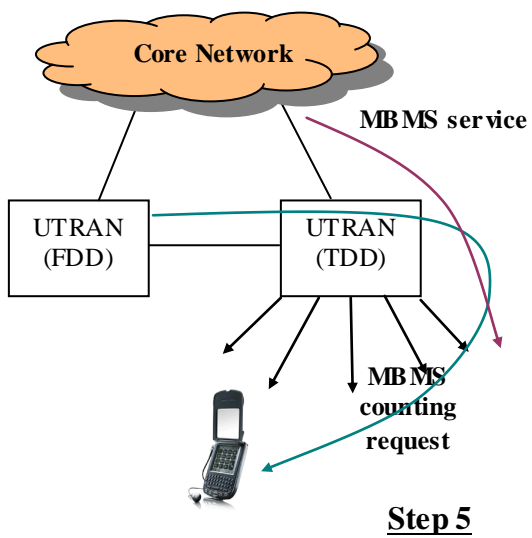 Core Network
MBMS service
UTRAN
(FDD)
UTRAN
(TDD)
MBMS
counting
request
Step 5